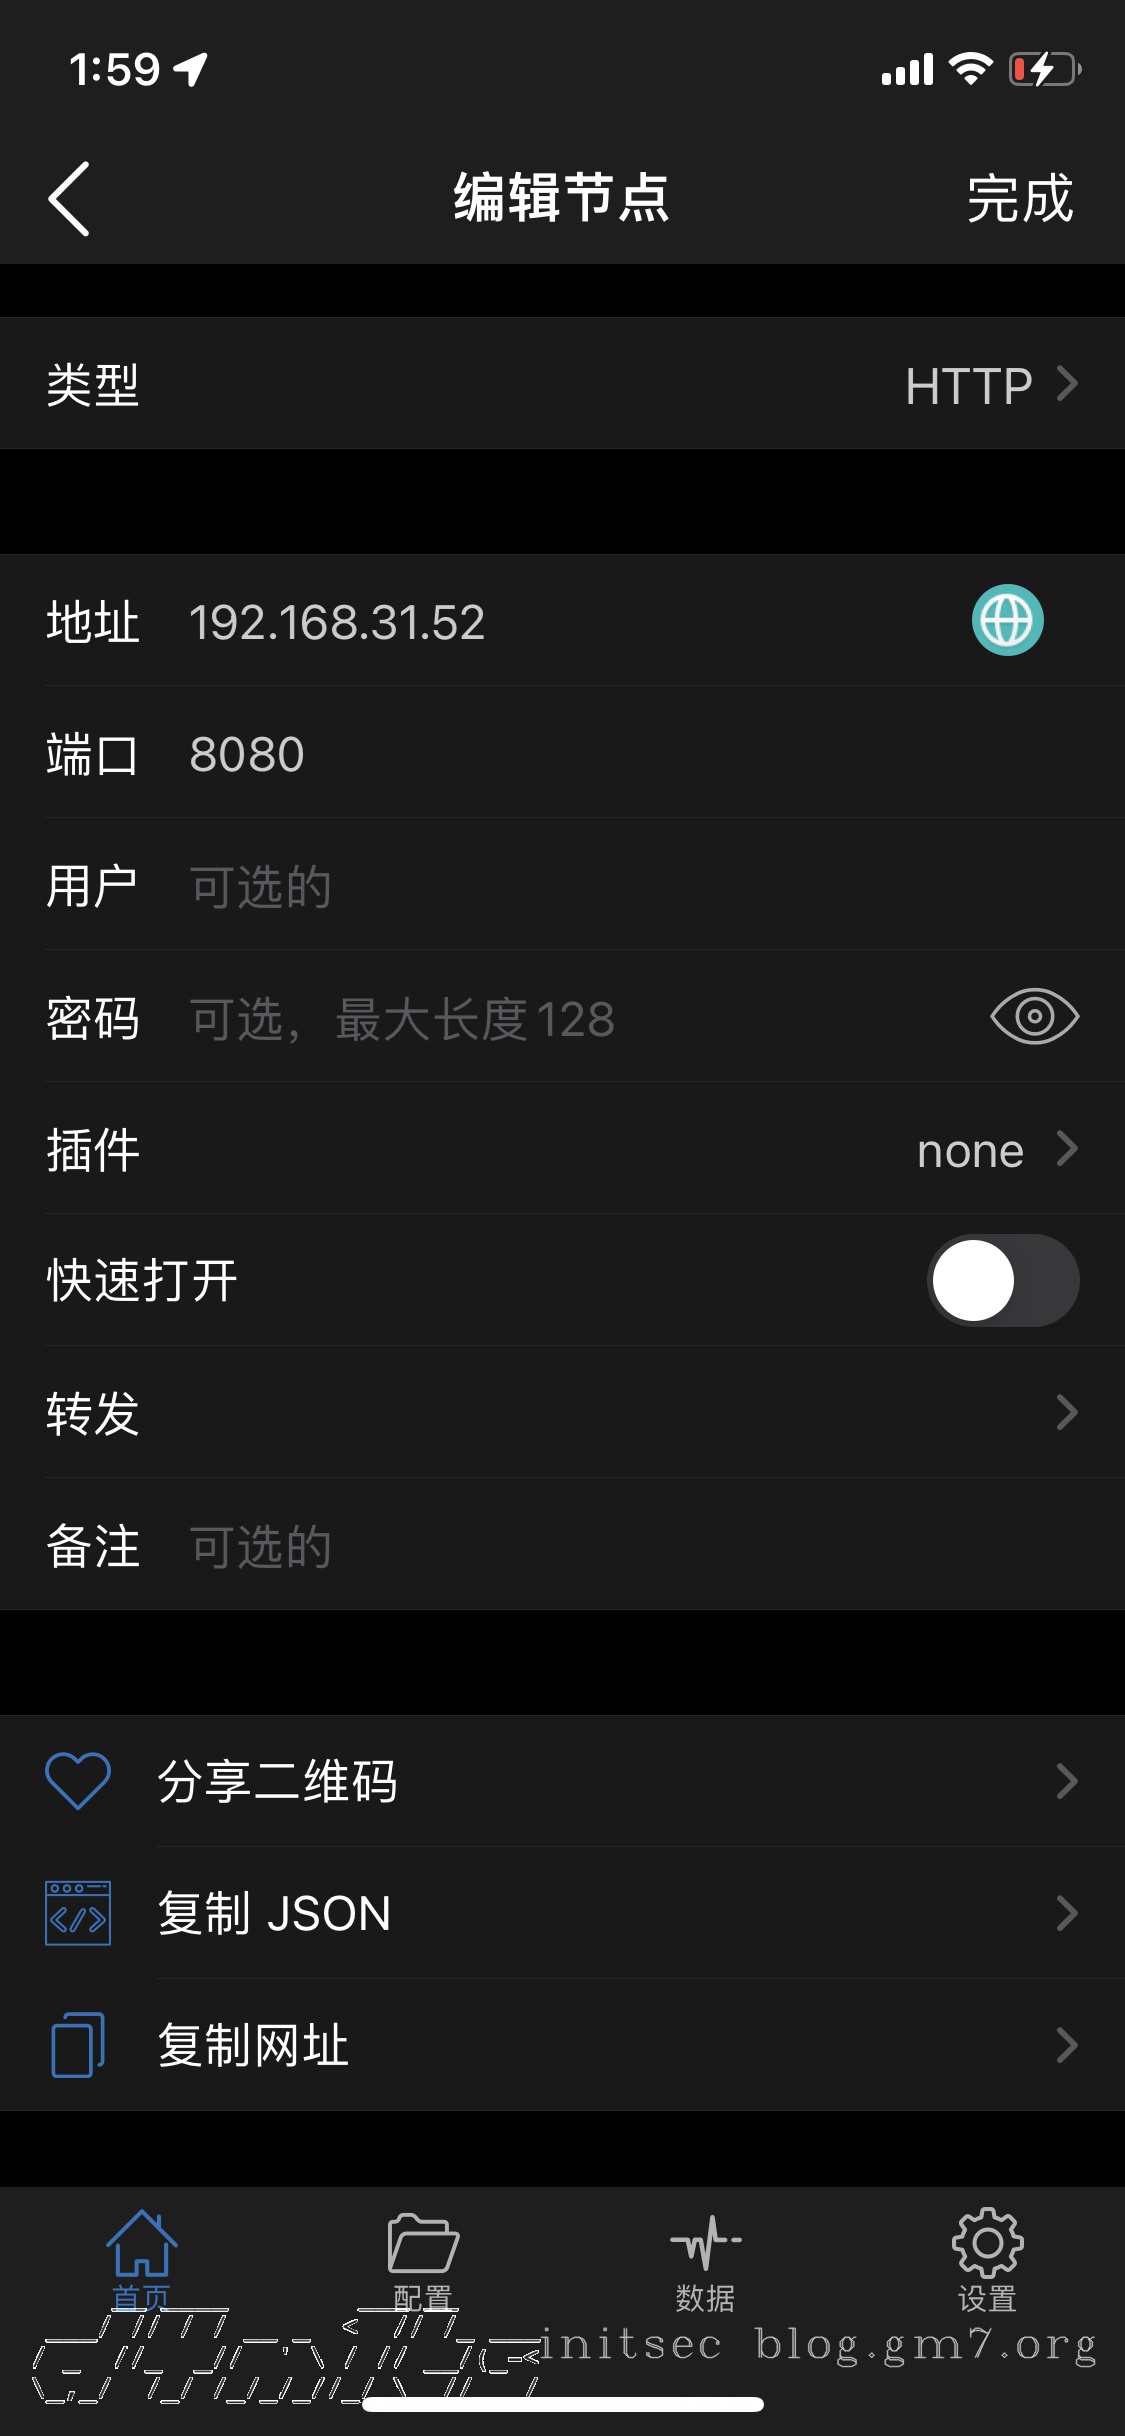 1:59
编辑节点
完成
类型
HTTP
地址 192.168.31.52
端口 8080
用户 可选的
密码 可选，最大长度128
插件 none
快速打开
转发
备注 可选的
分享二维码
复制 JSON
复制网址
首页 配置 数据 设置
initsec blog.gm7.org